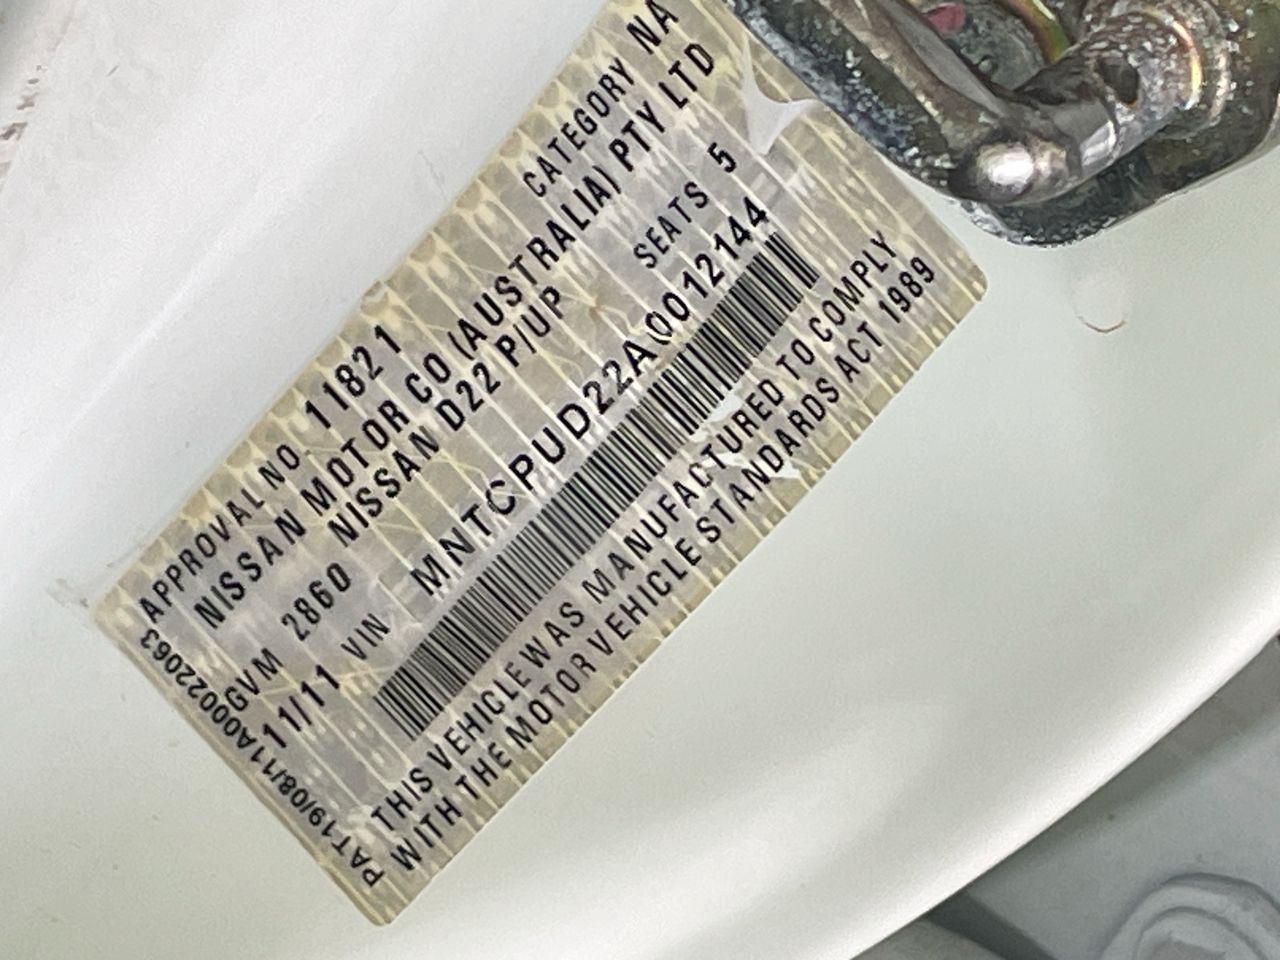 APPROVAL NO 11821 CATEGORY NA
NISSAN MOTOR CO (AUSTRALIA) PTY LTD
NISSAN D22 P/UP
GVM 2860 SEATS 5
11/11 VIN MNTCPUD22A0012144
THIS VEHICLE WAS MANUFACTURED TO COMPLY
WITH THE MOTOR VEHICLE STANDARDS ACT 1989
PAT19/08/11A000022063